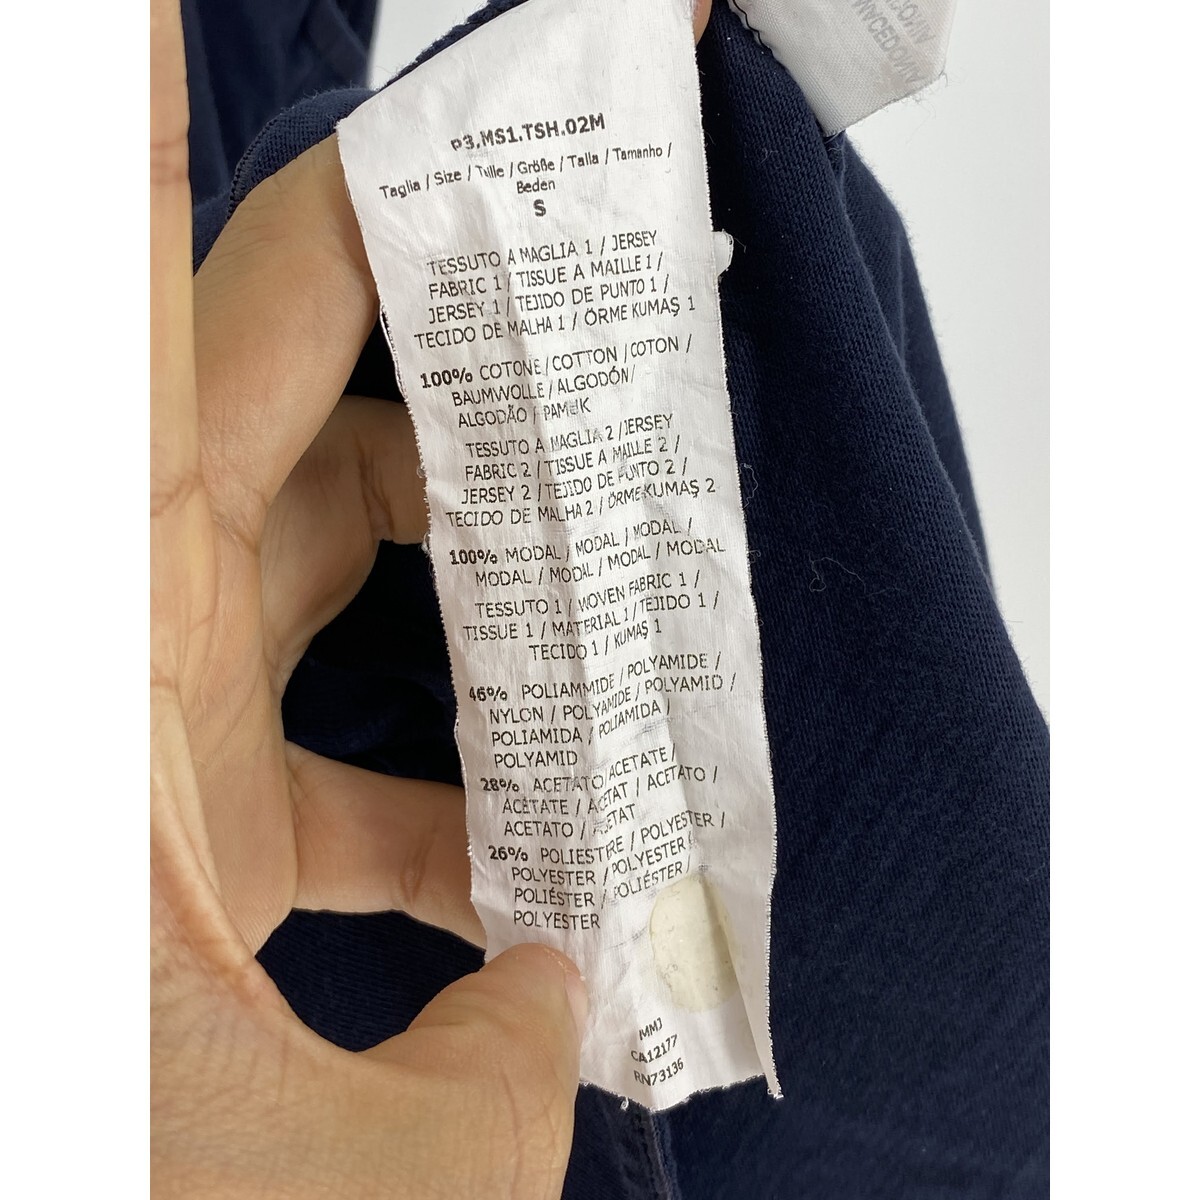 P3.MS1.TSH.02M
Taglia / Size / Taille / Größe / Talla / Tamanho /
Beden
S
TESSUTO A MAGLIA 1 / JERSEY
FABRIC 1 / TISSUE A MAILLE 1 /
JERSEY 1 / TEJIDO DE PUNTO 1 /
TECIDO DE MALHA 1 / ÖRME KUMAŞ 1
100% COTONE / COTTON / COTON /
BAUMWOLLE / ALGODÓN /
ALGODÃO / PAMUK
TESSUTO A MAGLIA 2 / JERSEY
FABRIC 2 / TISSUE A MAILLE 2 /
JERSEY 2 / TEJIDO DE PUNTO 2 /
TECIDO DE MALHA 2 / ÖRME KUMAŞ 2
100% MODAL / MODAL / MODAL /
MODAL / MODAL / MODAL / MODAL
TESSUTO 1 / WOVEN FABRIC 1 /
TISSUE 1 / MATERIAL 1 / TEJIDO 1 /
TECIDO 1 / KUMAŞ 1
46% POLIAMMIDE / POLYAMIDE /
NYLON / POLYAMIDE / POLYAMID /
POLIAMIDA / POLIAMIDA /
POLYAMID
28% ACETATO / ACETATE /
ACÉTATE / ACETAT / ACETATO /
ACETATO / ASETAT
26% POLIESTERE / POLYESTER /
POLYESTER / POLYESTER /
POLIÉSTER / POLIÉSTER /
POLYESTER
MMJ
CA12177
RN73136